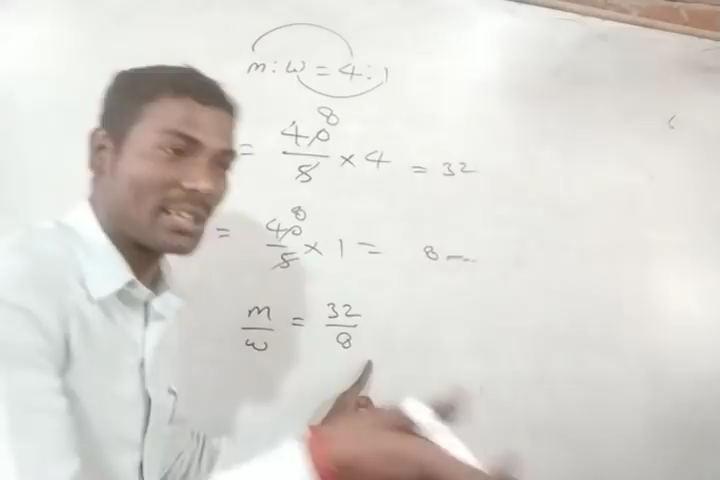 m : w = 4 : 1
= 40/5 8 × 4 = 32
= 40/5 8 × 1 = 8
m/w = 32/8